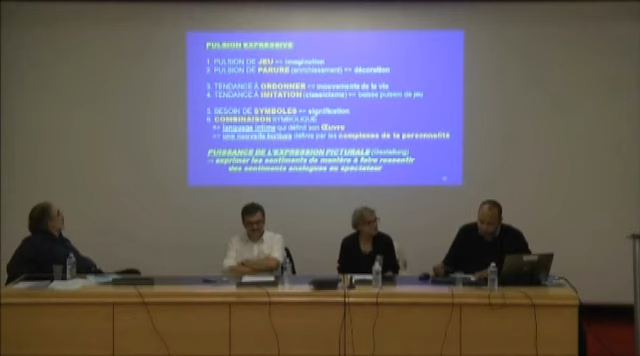 PULSION EXPRESSIVE
1. PULSION DE JEU => imagination
2. PULSION DE PARURE (enrichissement) => décoration
3. TENDANCE À ORDONNER => mouvements de la vie
4. TENDANCE À IMITATION (classicisme) => baisse pulsion de jeu
5. BESOIN DE SYMBOLES => signification
6. COMBINAISON SYMBOLIQUE
=> language intime qui définit son Œuvre
=> une nouvelle définie par les complexes de la personnalité
PUISSANCE DE L'EXPRESSION PICTURALE (Gestaltung)
= exprimer les sentiments de manière à faire ressentir
des sentiments analogues au spectateur